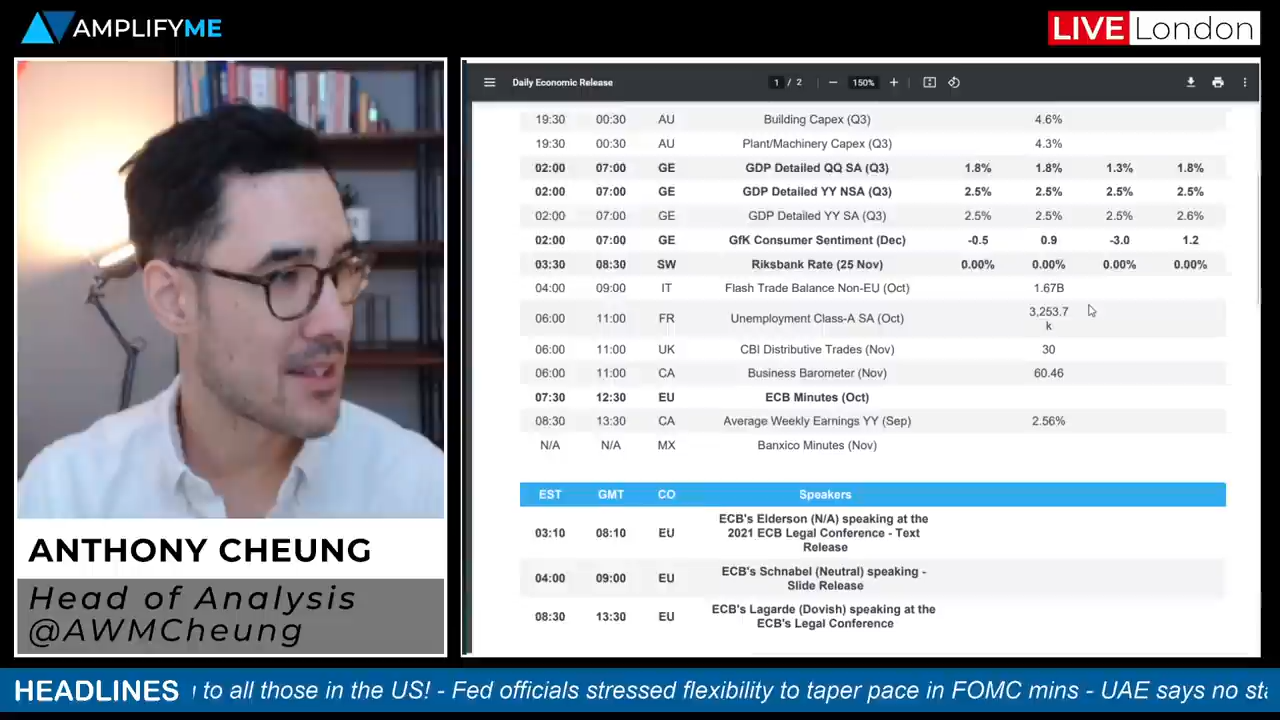 AMPLIFYME
LIVE London
Daily Economic Release
1 / 2
150%
19:30 00:30 AU Building Capex (Q3) 4.6%
19:30 00:30 AU Plant/Machinery Capex (Q3) 4.3%
02:00 07:00 GE GDP Detailed QQ SA (Q3) 1.8% 1.8% 1.3% 1.8%
02:00 07:00 GE GDP Detailed YY NSA (Q3) 2.5% 2.5% 2.5% 2.5%
02:00 07:00 GE GDP Detailed YY SA (Q3) 2.5% 2.5% 2.5% 2.6%
02:00 07:00 GE GfK Consumer Sentiment (Dec) -0.5 0.9 -3.0 1.2
03:30 08:30 SW Riksbank Rate (25 Nov) 0.00% 0.00% 0.00% 0.00%
04:00 09:00 IT Flash Trade Balance Non-EU (Oct) 1.67B
06:00 11:00 FR Unemployment Class-A SA (Oct) 3,253.7
k
06:00 11:00 UK CBI Distributive Trades (Nov) 30
06:00 11:00 CA Business Barometer (Nov) 60.46
07:30 12:30 EU ECB Minutes (Oct)
08:30 13:30 CA Average Weekly Earnings YY (Sep) 2.56%
N/A N/A MX Banxico Minutes (Nov)
EST GMT CO Speakers
ECB's Elderson (N/A) speaking at the
03:10 08:10 EU 2021 ECB Legal Conference - Text
Release
04:00 09:00 EU ECB's Schnabel (Neutral) speaking -
Slide Release
08:30 13:30 EU ECB's Lagarde (Dovish) speaking at the
ECB's Legal Conference
ANTHONY CHEUNG
Head of Analysis
@AWMCheung
HEADLINES to all those in the US! - Fed officials stressed flexibility to taper pace in FOMC mins - UAE says no